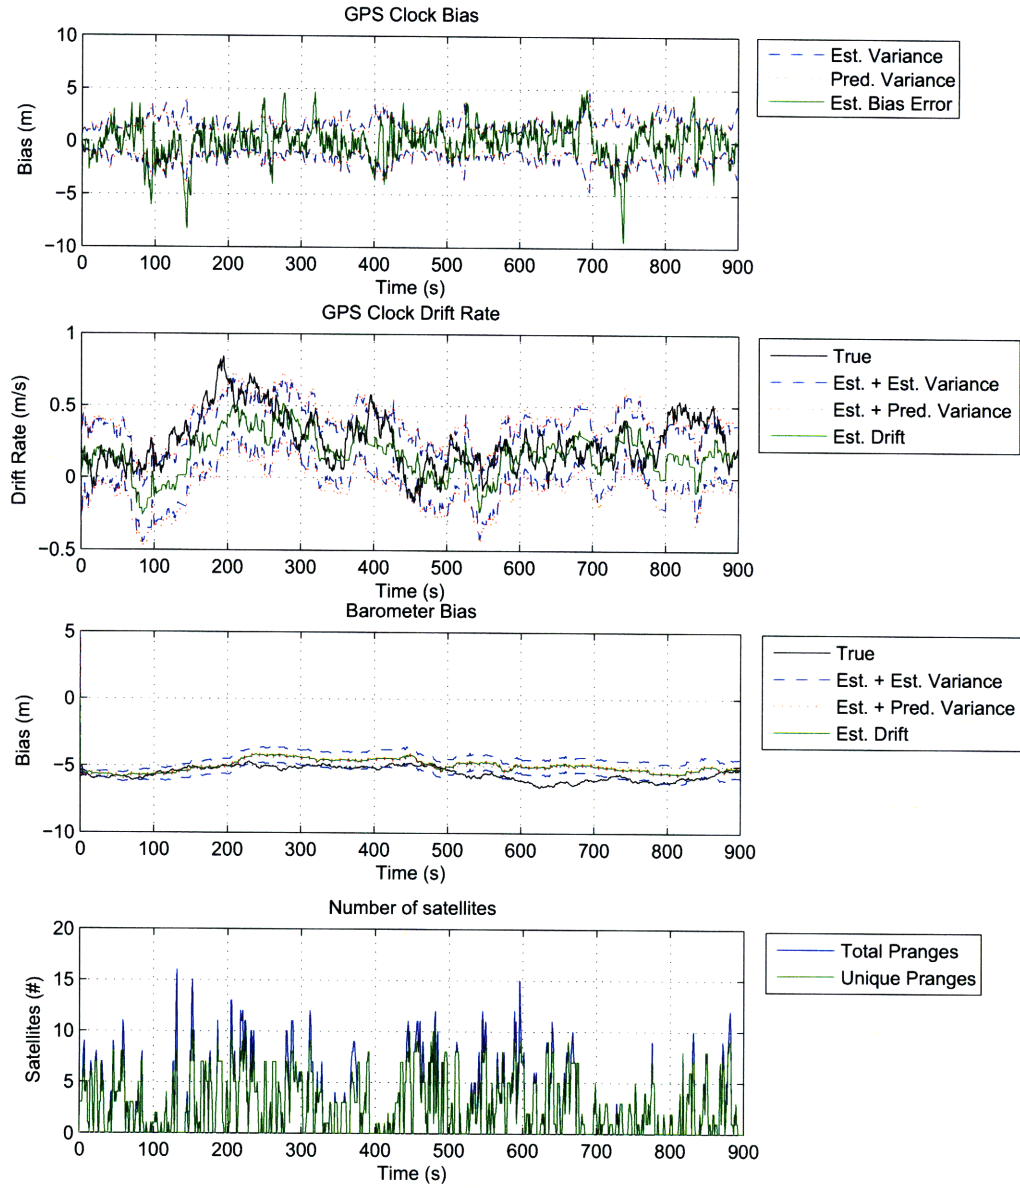 GPS Clock Bias
10
5
0
−5
−10
Bias (m)
0 100 200 300 400 500 600 700 800 900
Time (s)
Est. Variance
Pred. Variance
Est. Bias Error
GPS Clock Drift Rate
1
0.5
0
−0.5
Drift Rate (m/s)
0 100 200 300 400 500 600 700 800 900
Time (s)
True
Est. + Est. Variance
Est. + Pred. Variance
Est. Drift
Barometer Bias
5
0
−5
−10
Bias (m)
0 100 200 300 400 500 600 700 800 900
Time (s)
True
Est. + Est. Variance
Est. + Pred. Variance
Est. Drift
Number of satellites
20
15
10
5
0
Satellites (#)
0 100 200 300 400 500 600 700 800 900
Time (s)
Total Pranges
Unique Pranges